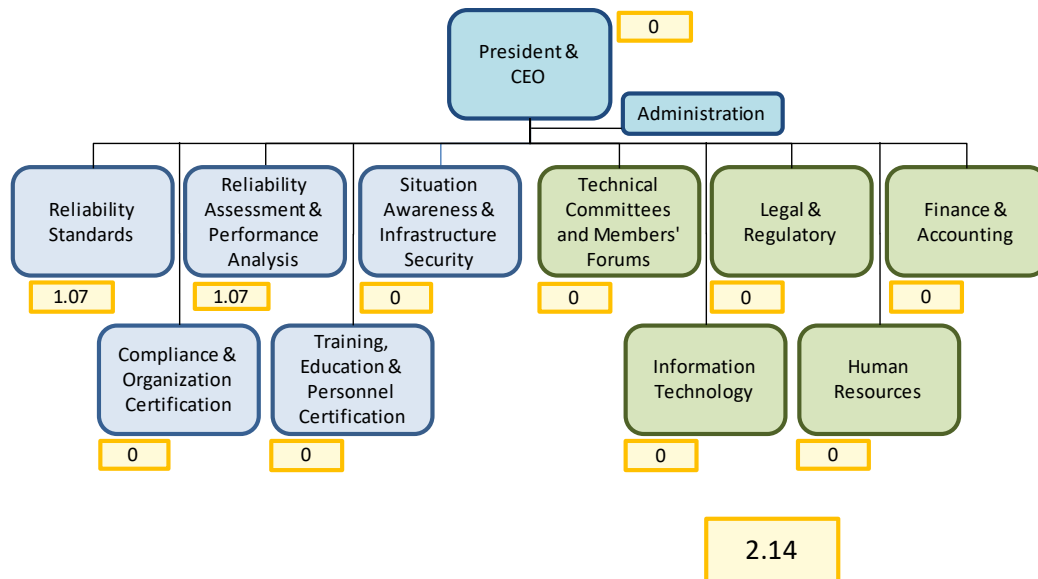 President &
CEO
0
Administration
Reliability
Standards
1.07
Reliability
Assessment &
Performance
Analysis
1.07
Situation
Awareness &
Infrastructure
Security
0
Technical
Committees
and Members'
Forums
0
Legal &
Regulatory
0
Finance &
Accounting
0
Compliance &
Organization
Certification
0
Training,
Education &
Personnel
Certification
0
Information
Technology
0
Human
Resources
0
2.14